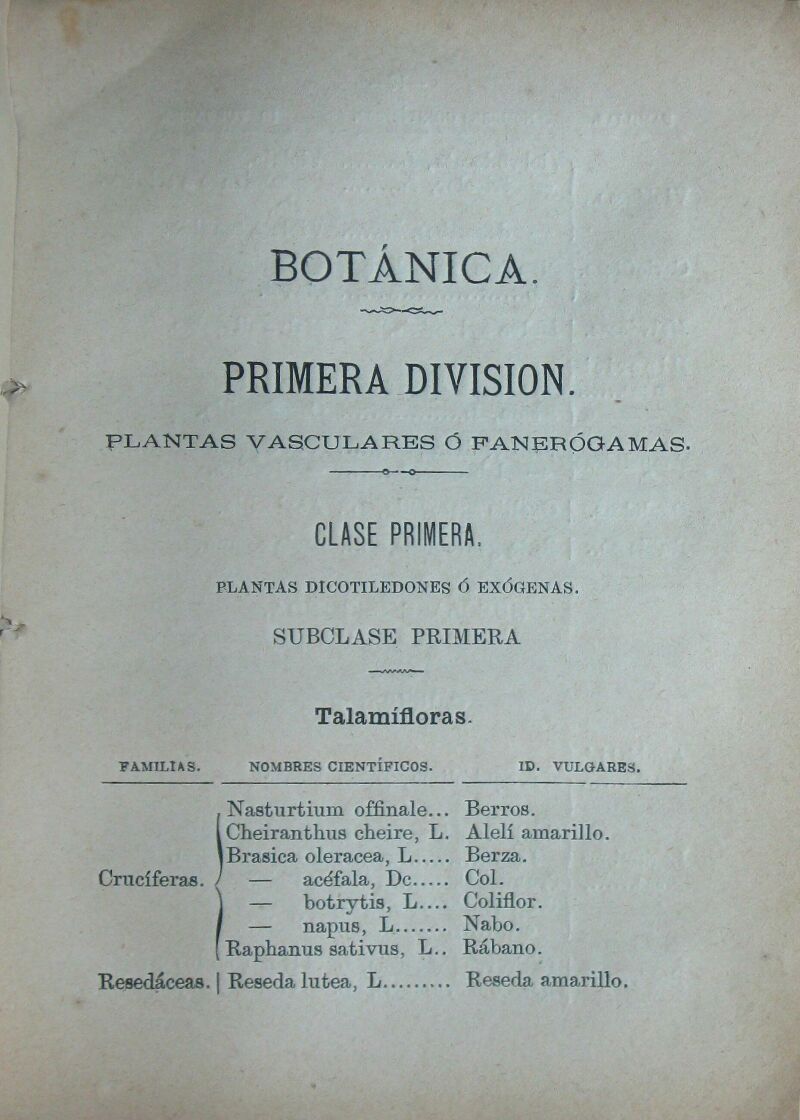 BOTÁNICA.
PRIMERA DIVISION.
PLANTAS VASCULARES Ó FANERÓGAMAS.
CLASE PRIMERA.
PLANTAS DICOTILEDONES Ó EXÓGENAS.
SUBCLASE PRIMERA
Talamífloras.
FAMILIAS. NOMBRES CIENTÍFICOS. ID. VULGARES.
Nasturtium offinale... Berros.
Cheiranthus cheire, L. Alelí amarillo.
Brasica oleracea, L..... Berza.
Crucíferas. — acéfala, Dc..... Col.
— botrytis, L.... Coliflor.
— napus, L....... Nabo.
Raphanus sativus, L.. Rábano.
Resedáceas. | Reseda lutea, L......... Reseda amarillo.